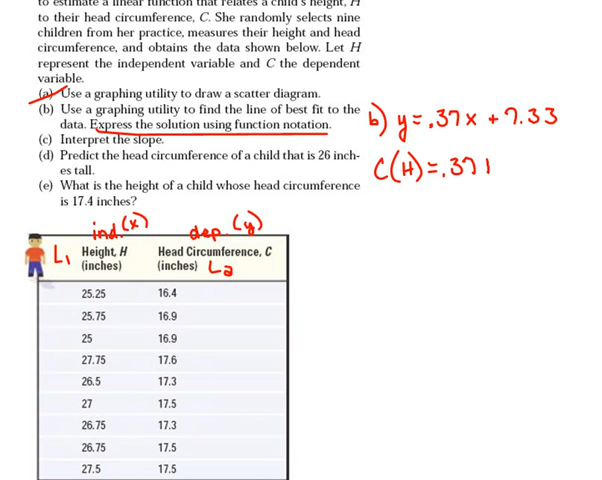 to estimate a linear function that relates a child's height, H
to their head circumference, C. She randomly selects nine
children from her practice, measures their height and head
circumference, and obtains the data shown below. Let H
represent the independent variable and C the dependent
variable.
(a) Use a graphing utility to draw a scatter diagram.
(b) Use a graphing utility to find the line of best fit to the
data. Express the solution using function notation.
(c) Interpret the slope.
(d) Predict the head circumference of a child that is 26 inch-
es tall.
(e) What is the height of a child whose head circumference
is 17.4 inches?
b) y = .37x + 7.33
C(H) = .37
ind.(x) dep.(y)
L1 Height, H Head Circumference, C
(inches) (inches) L2
25.25 16.4
25.75 16.9
25 16.9
27.75 17.6
26.5 17.3
27 17.5
26.75 17.3
26.75 17.5
27.5 17.5